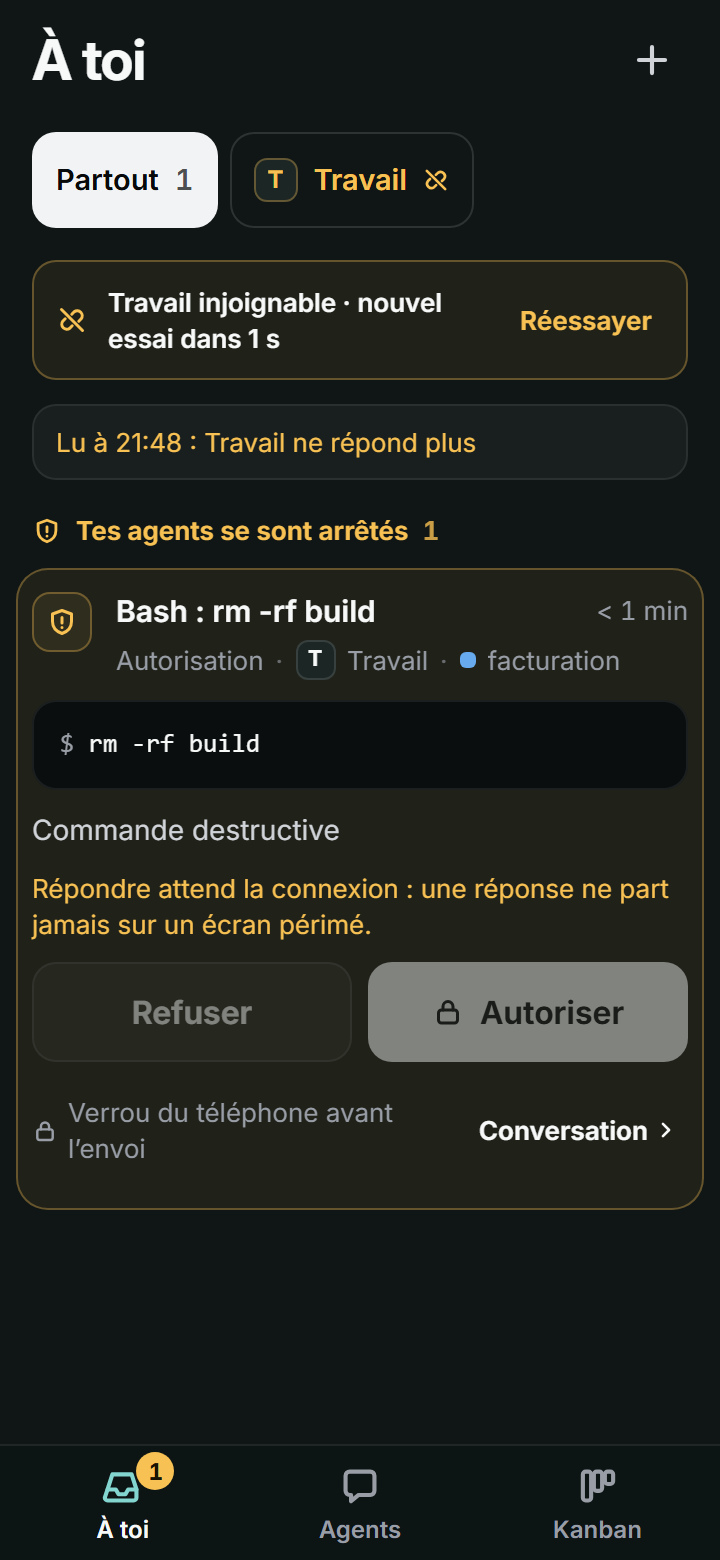 À toi
Partout 1
T Travail
Travail injoignable · nouvel
essai dans 1 s
Réessayer
Lu à 21:48 : Travail ne répond plus
Tes agents se sont arrêtés 1
Bash : rm -rf build
< 1 min
Autorisation · T Travail · facturation
$ rm -rf build
Commande destructive
Répondre attend la connexion : une réponse ne part
jamais sur un écran périmé.
Refuser
Autoriser
Verrou du téléphone avant
l’envoi
Conversation
1
À toi
Agents
Kanban